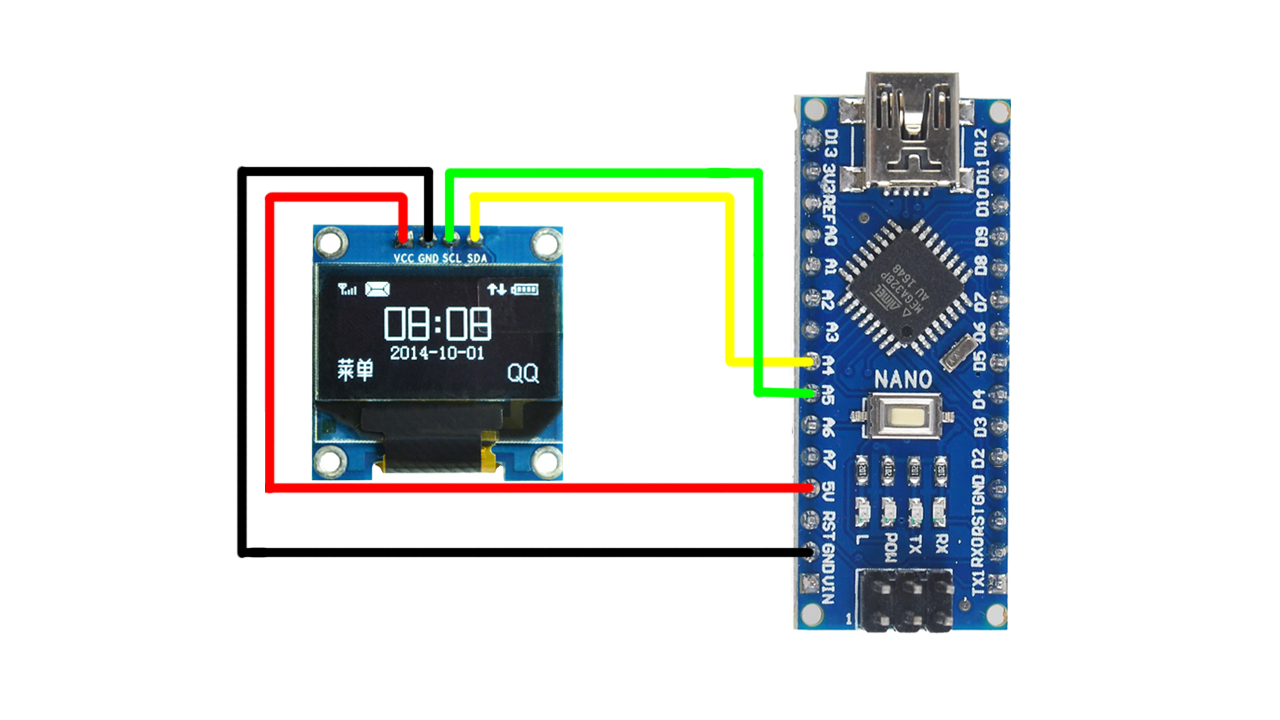 VCC GND SCL SDA
08:08
2014-10-01
菜单
QQ
D13
3V3
REF
A0
A1
A2
A3
A4
A5
A6
A7
5V
RST
GND
VIN
D12
D11
D10
D9
D8
D7
D6
D5
D4
D3
D2
GND
RST
RX0
TX1
ATMEL
MEGA328P
AU 1648
NANO
L
POW
TX
RX
1